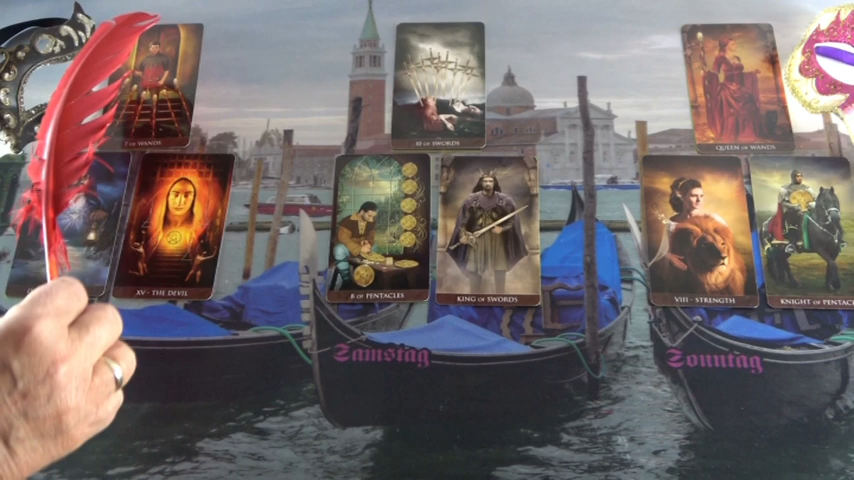 7 OF WANDS
XV - THE DEVIL
10 OF SWORDS
8 OF PENTACLES
KING OF SWORDS
Samstag
QUEEN OF WANDS
VIII - STRENGTH
KNIGHT OF PENTAC
Sonntag